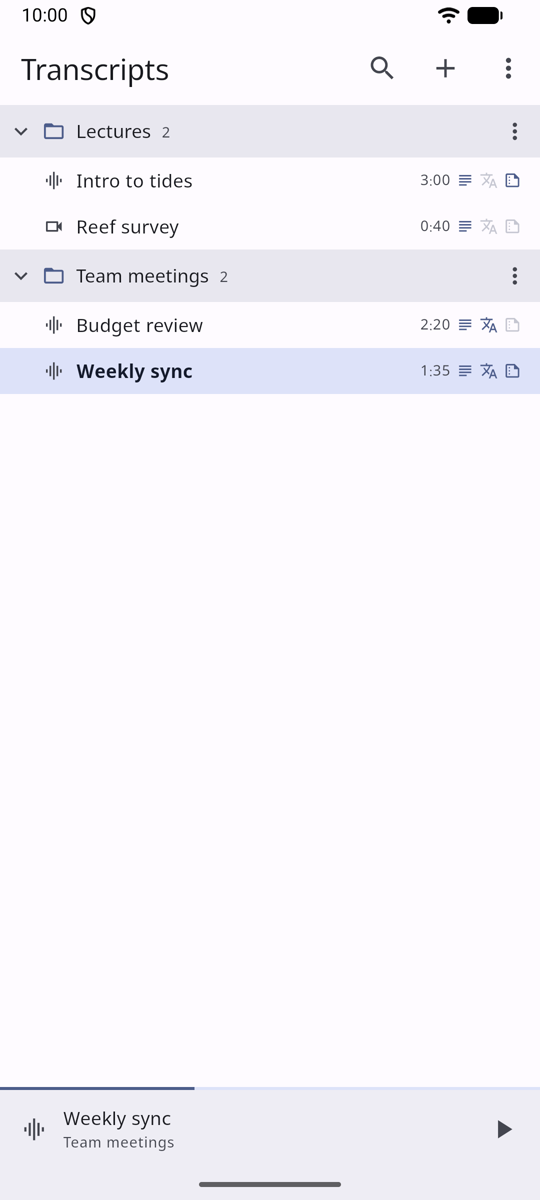 10:00
Transcripts
Lectures 2
Intro to tides 3:00
Reef survey 0:40
Team meetings 2
Budget review 2:20
Weekly sync 1:35
Weekly sync
Team meetings